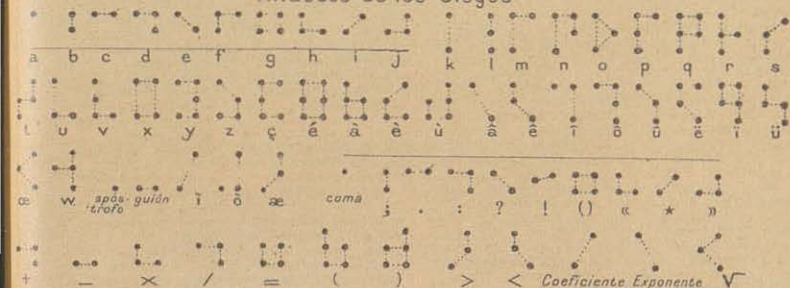 a b c d e f g h i j k l m n o p q r s
t u v x y z ç é à è ù â ê î ô û ë ï ü
œ w após-trofo guión ì ò æ coma ; . : ? ! () « * »
+ — × / = ( ) > < Coeficiente Exponente √